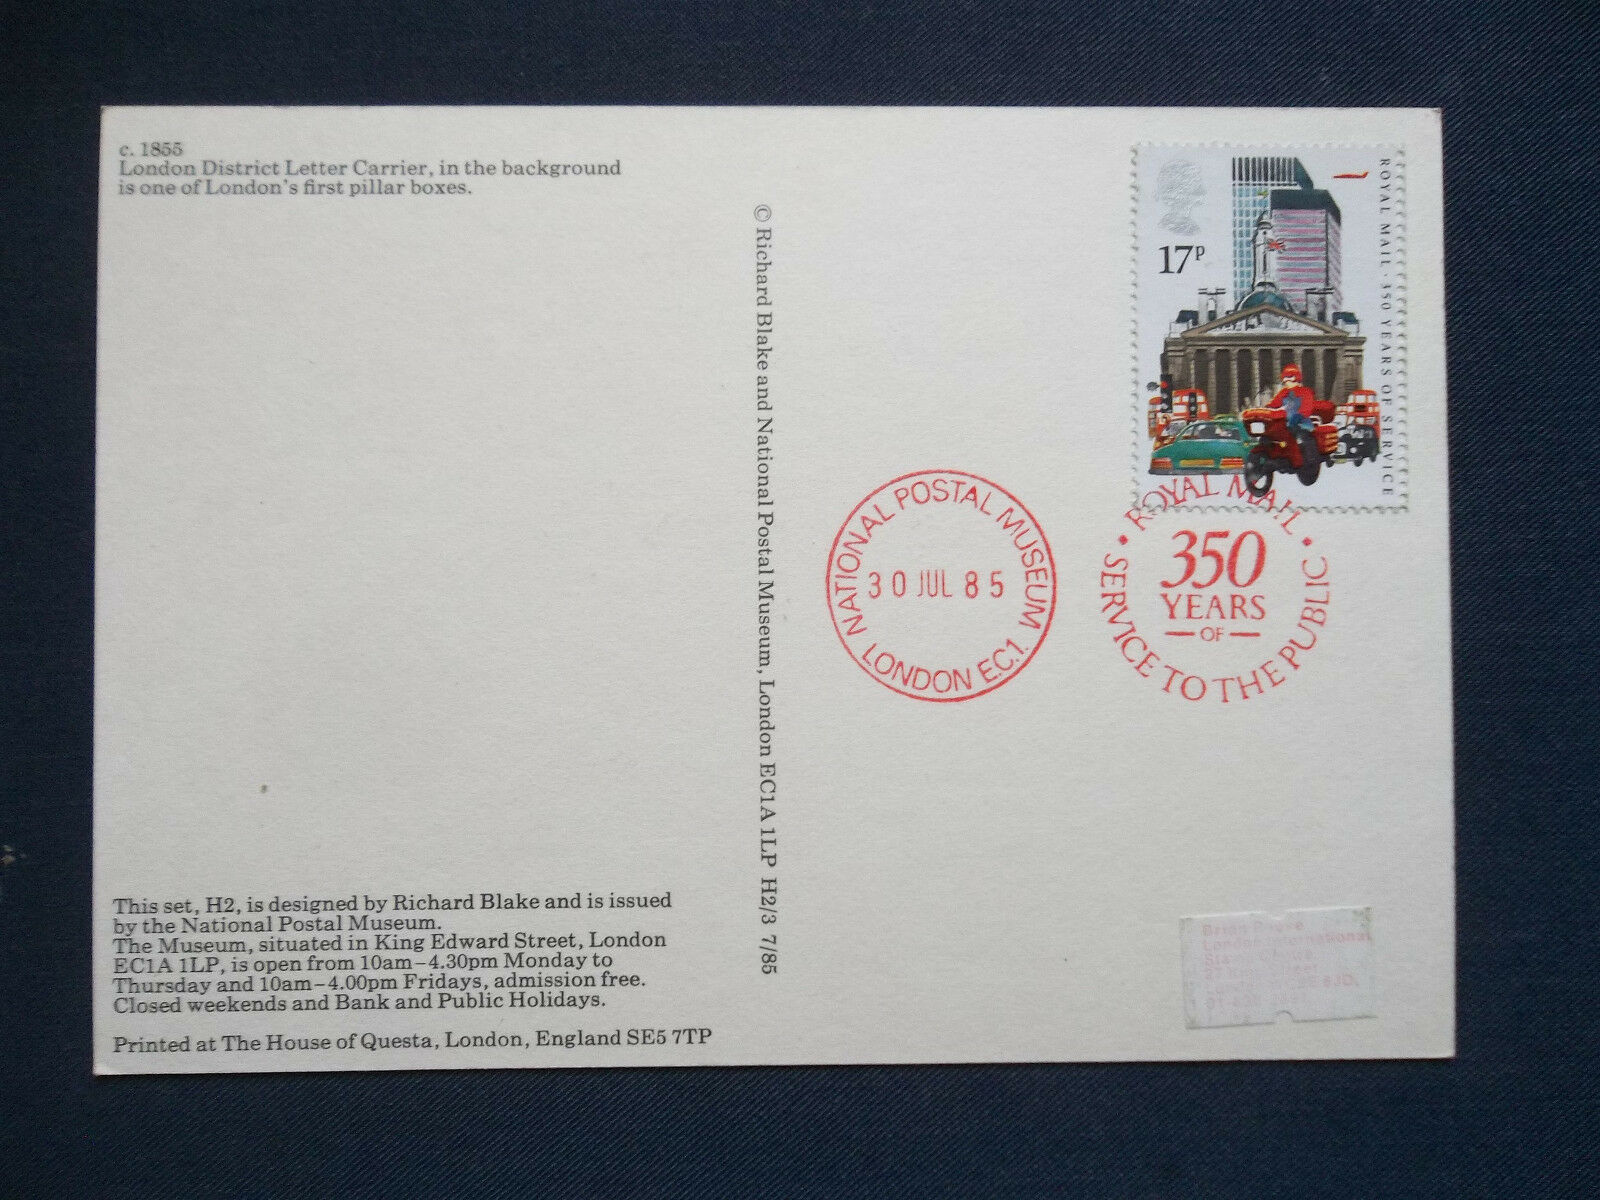 c. 1855
London District Letter Carrier, in the background
is one of London's first pillar boxes.
This set, H2, is designed by Richard Blake and is issued
by the National Postal Museum.
The Museum, situated in King Edward Street, London
EC1A 1LP, is open from 10am–4.30pm Monday to
Thursday and 10am–4.00pm Fridays, admission free.
Closed weekends and Bank and Public Holidays.
Printed at The House of Questa, London, England SE5 7TP
© Richard Blake and National Postal Museum, London EC1A 1LP H2/3 7/85
17P
ROYAL MAIL · 350 YEARS OF SERVICE
NATIONAL POSTAL MUSEUM
30 JUL 85
LONDON E.C.1.
• ROYAL MAIL •
350
YEARS
— OF —
SERVICE TO THE PUBLIC
Brian
London International